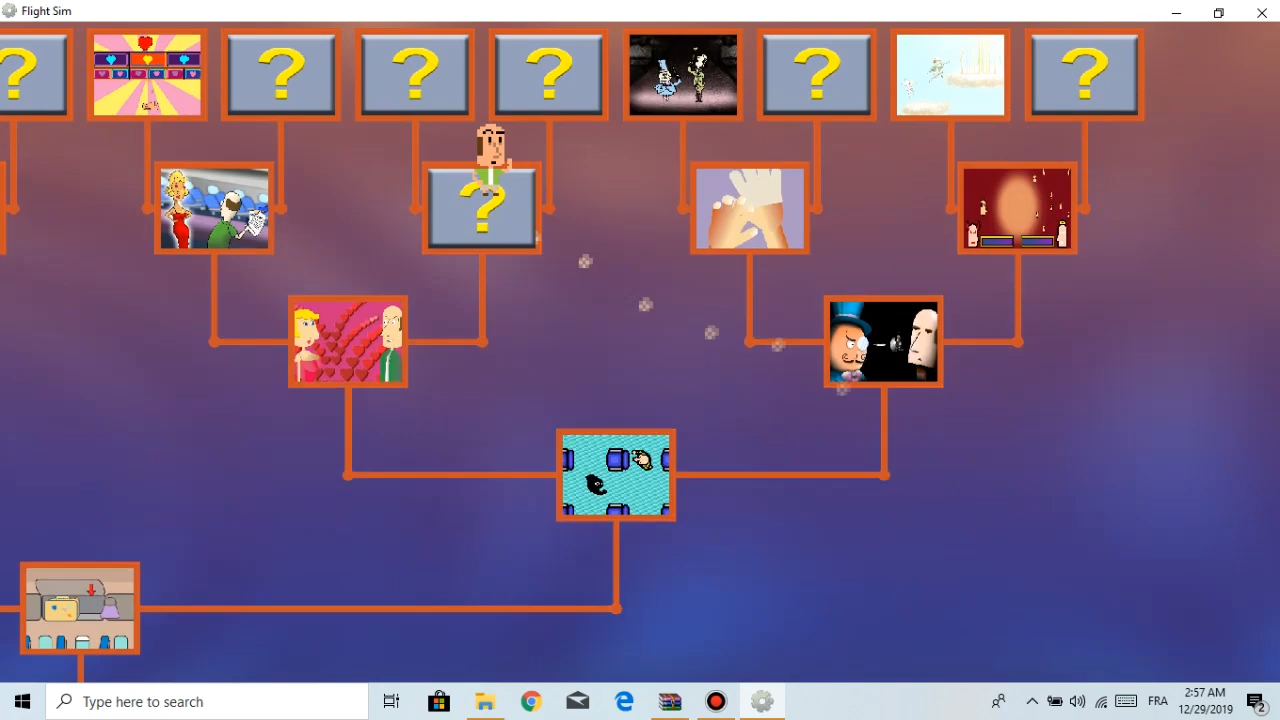 Flight Sim
?
?
?
?
?
?
?
Type here to search
FRA
2:57 AM
12/29/2019
2